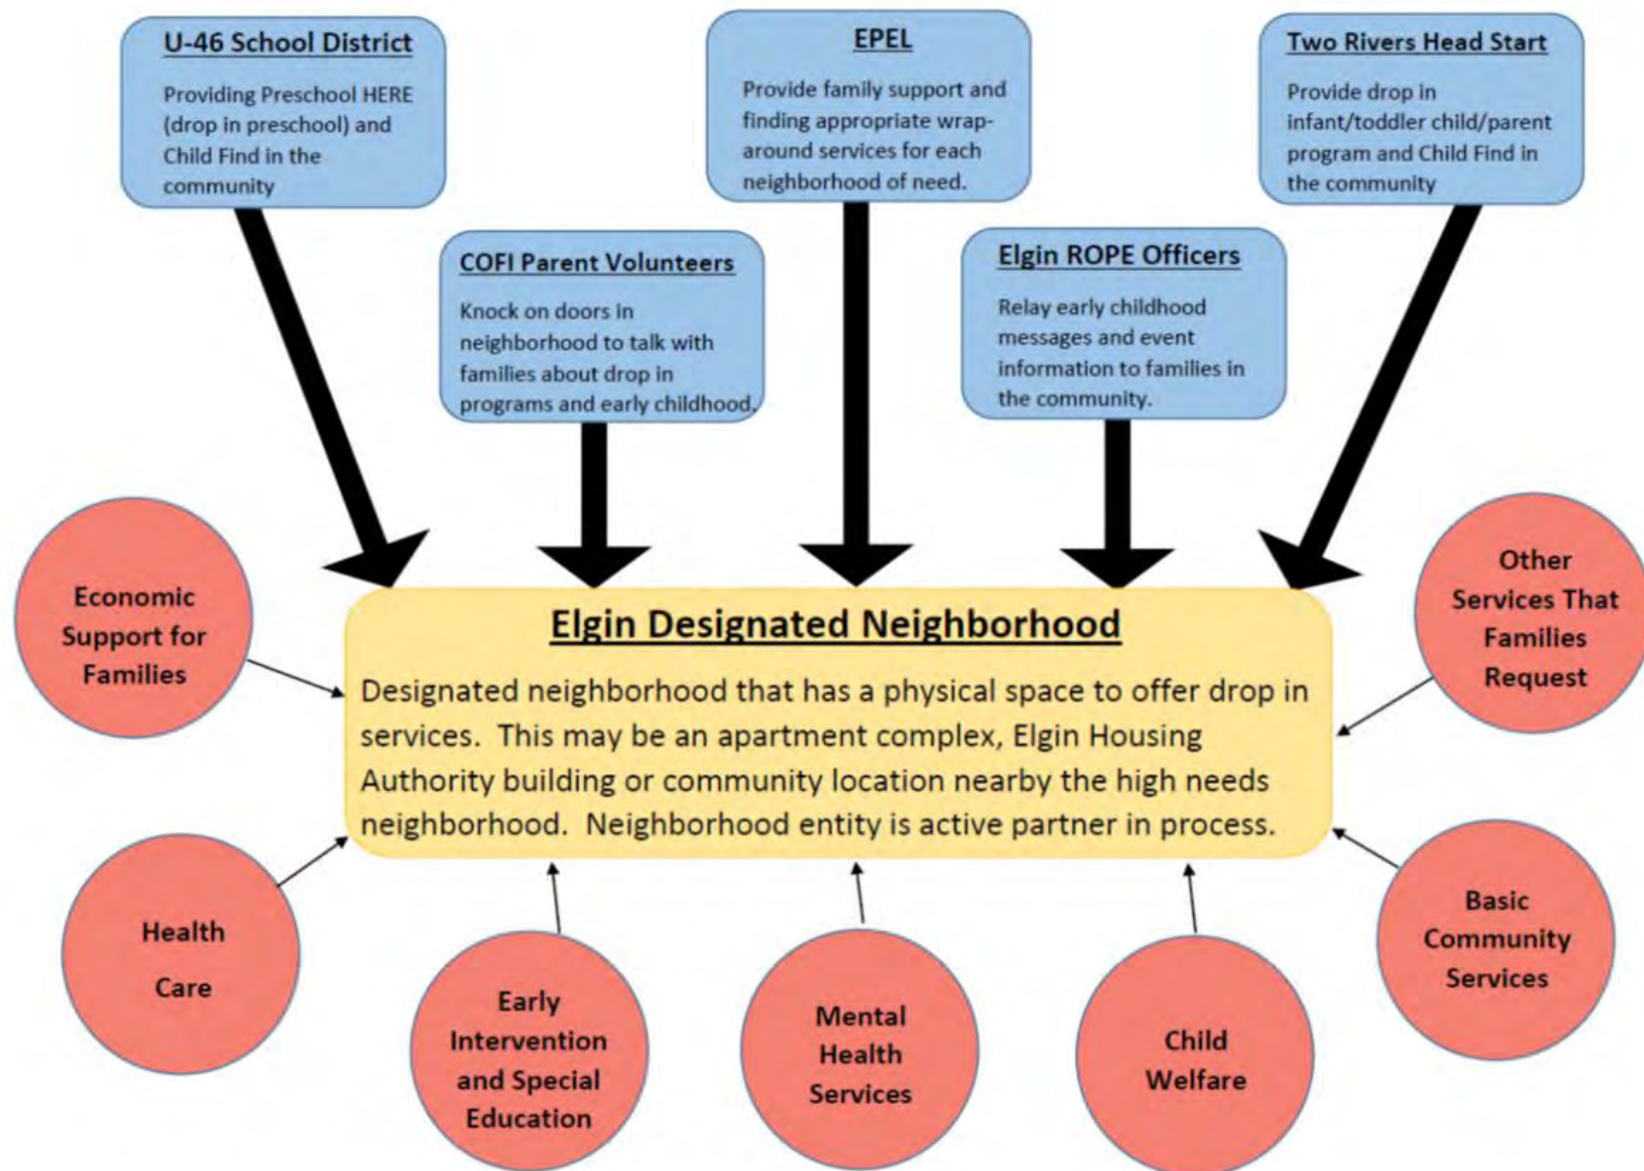 U-46 School District
Providing Preschool HERE
(drop in preschool) and
Child Find in the
community
EPEL
Provide family support and
finding appropriate wrap-
around services for each
neighborhood of need.
Two Rivers Head Start
Provide drop in
infant/toddler child/parent
program and Child Find in
the community
COFI Parent Volunteers
Knock on doors in
neighborhood to talk with
families about drop in
programs and early childhood.
Elgin ROPE Officers
Relay early childhood
messages and event
information to families in
the community.
Elgin Designated Neighborhood
Designated neighborhood that has a physical space to offer drop in
services. This may be an apartment complex, Elgin Housing
Authority building or community location nearby the high needs
neighborhood. Neighborhood entity is active partner in process.
Economic
Support for
Families
Other
Services That
Families
Request
Health
Care
Early
Intervention
and Special
Education
Mental
Health
Services
Child
Welfare
Basic
Community
Services